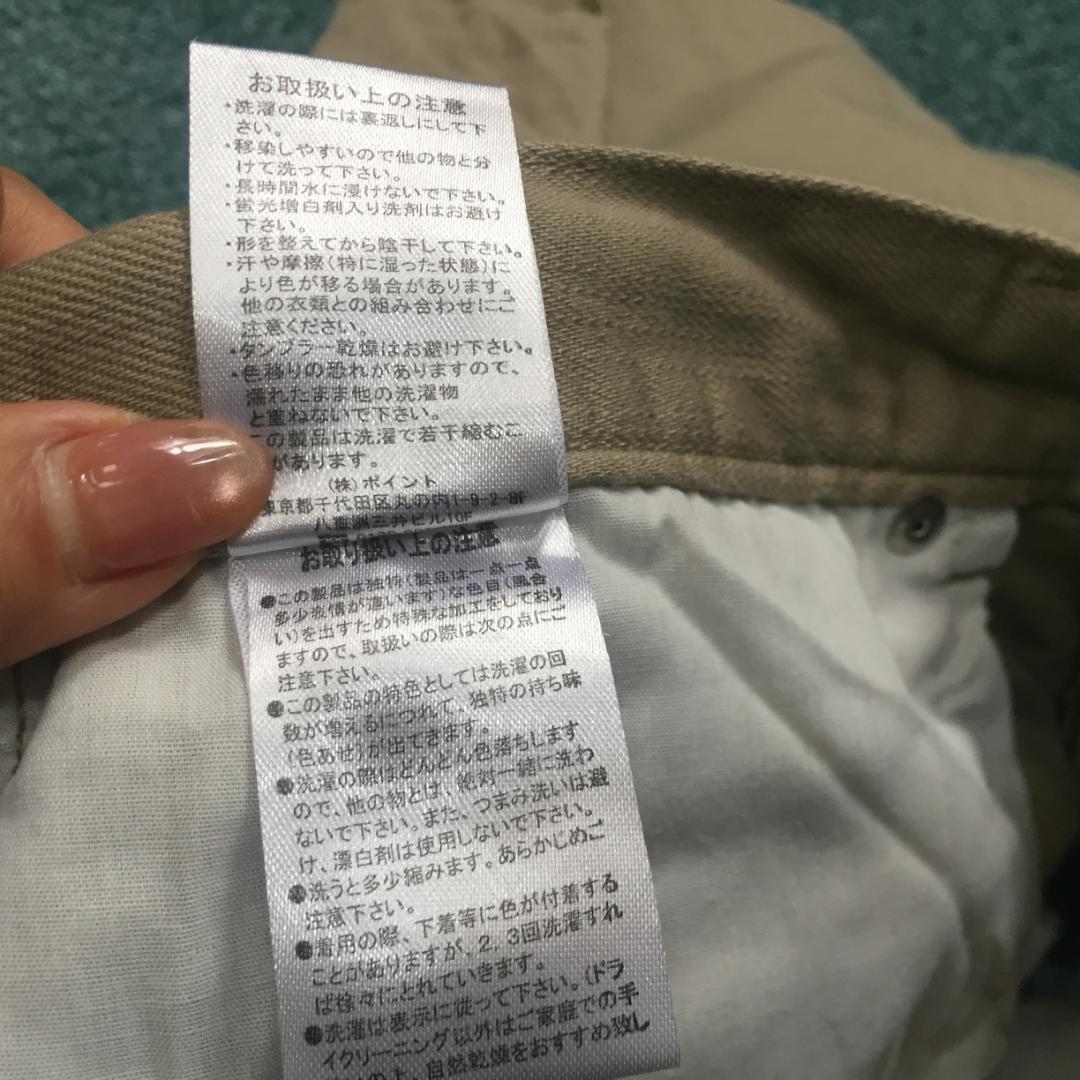 お取扱い上の注意
・洗濯の際には裏返しにして下
さい。
・移染しやすいので他の物と分
けて洗って下さい。
・長時間水に浸けないで下さい。
・蛍光増白剤入り洗剤はお避け
下さい。
・形を整えてから陰干して下さい。
・汗や摩擦(特に湿った状態)に
より色が移る場合があります。
他の衣類との組み合わせにご
注意ください。
・タンブラー乾燥はお避け下さい。
・色移りの恐れがありますので、
濡れたまま他の洗濯物
と重ねないで下さい。
この製品は洗濯で若干縮むこ
があります。
(株)ポイント
東京都千代田区丸の内1-9-2-8F
八重洲三井ビル10F
お取り扱い上の注意
●この製品は独特(製品は一点一点
多少表情が違います)な色目(風合
い)を出すため特殊な加工をしており
ますので、取扱いの際は次の点にご
注意下さい。
●この製品の特色としては洗濯の回
数が増えるにつれて、独特の持ち味
(色あせ)が出てきます。
●洗濯の際はどんどん色落ちします
ので、他の物とは、絶対一緒に洗わ
ないで下さい。また、つまみ洗いは避
け、漂白剤は使用しないで下さい。
●洗うと多少縮みます。あらかじめご
注意下さい。
●着用の際、下着等に色が付着する
ことがありますが、2,3回洗濯すれ
ば徐々にとれていきます。
●洗濯は表示に従って下さい。(ドラ
イクリーニング以外はご家庭での手
の上、自然乾燥をおすすめ致し